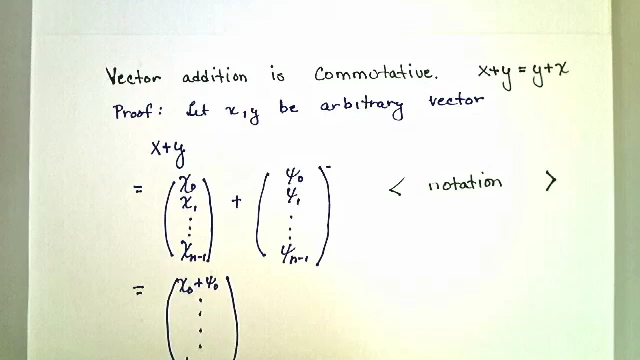 Vector addition is commutative. x+y = y+x
Proof: Let x, y be arbitrary vector
x+y
= ( χ0 χ1 ⋮ χn-1 ) + ( ψ0 ψ1 ⋮ ψn-1 ) < notation >
= ( χ0 + ψ0 ⋮